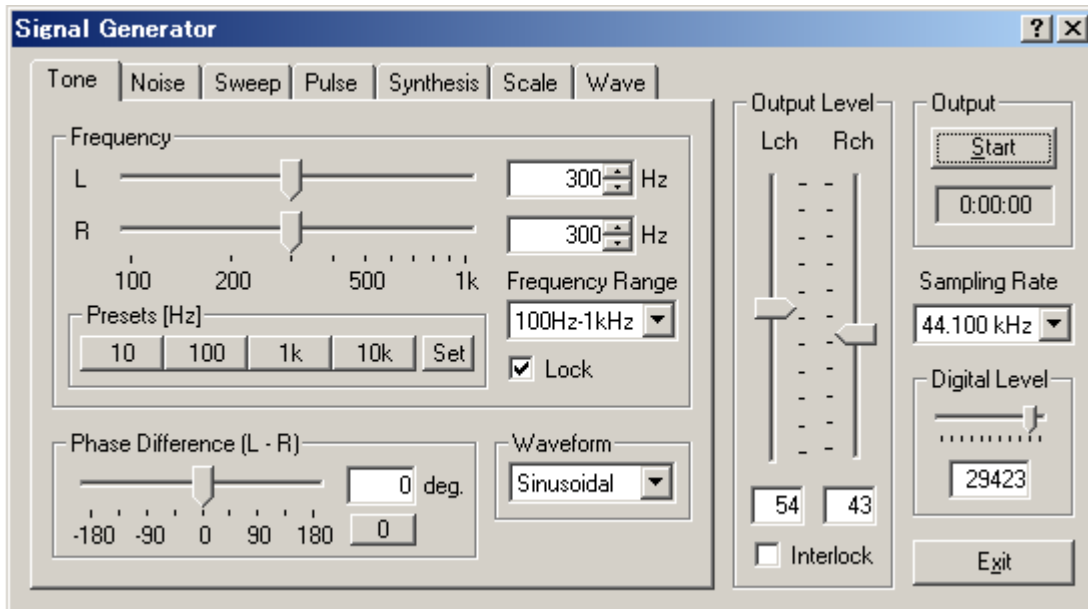 Signal Generator
Tone Noise Sweep Pulse Synthesis Scale Wave
Frequency
L 300 Hz
R 300 Hz
100 200 500 1k
Frequency Range
100Hz-1kHz
Lock
Presets [Hz]
10 100 1k 10k Set
Phase Difference (L - R)
0 deg.
-180 -90 0 90 180
0
Waveform
Sinusoidal
Output Level
Lch Rch
54 43
Interlock
Output
Start
0:00:00
Sampling Rate
44.100 kHz
Digital Level
29423
Exit